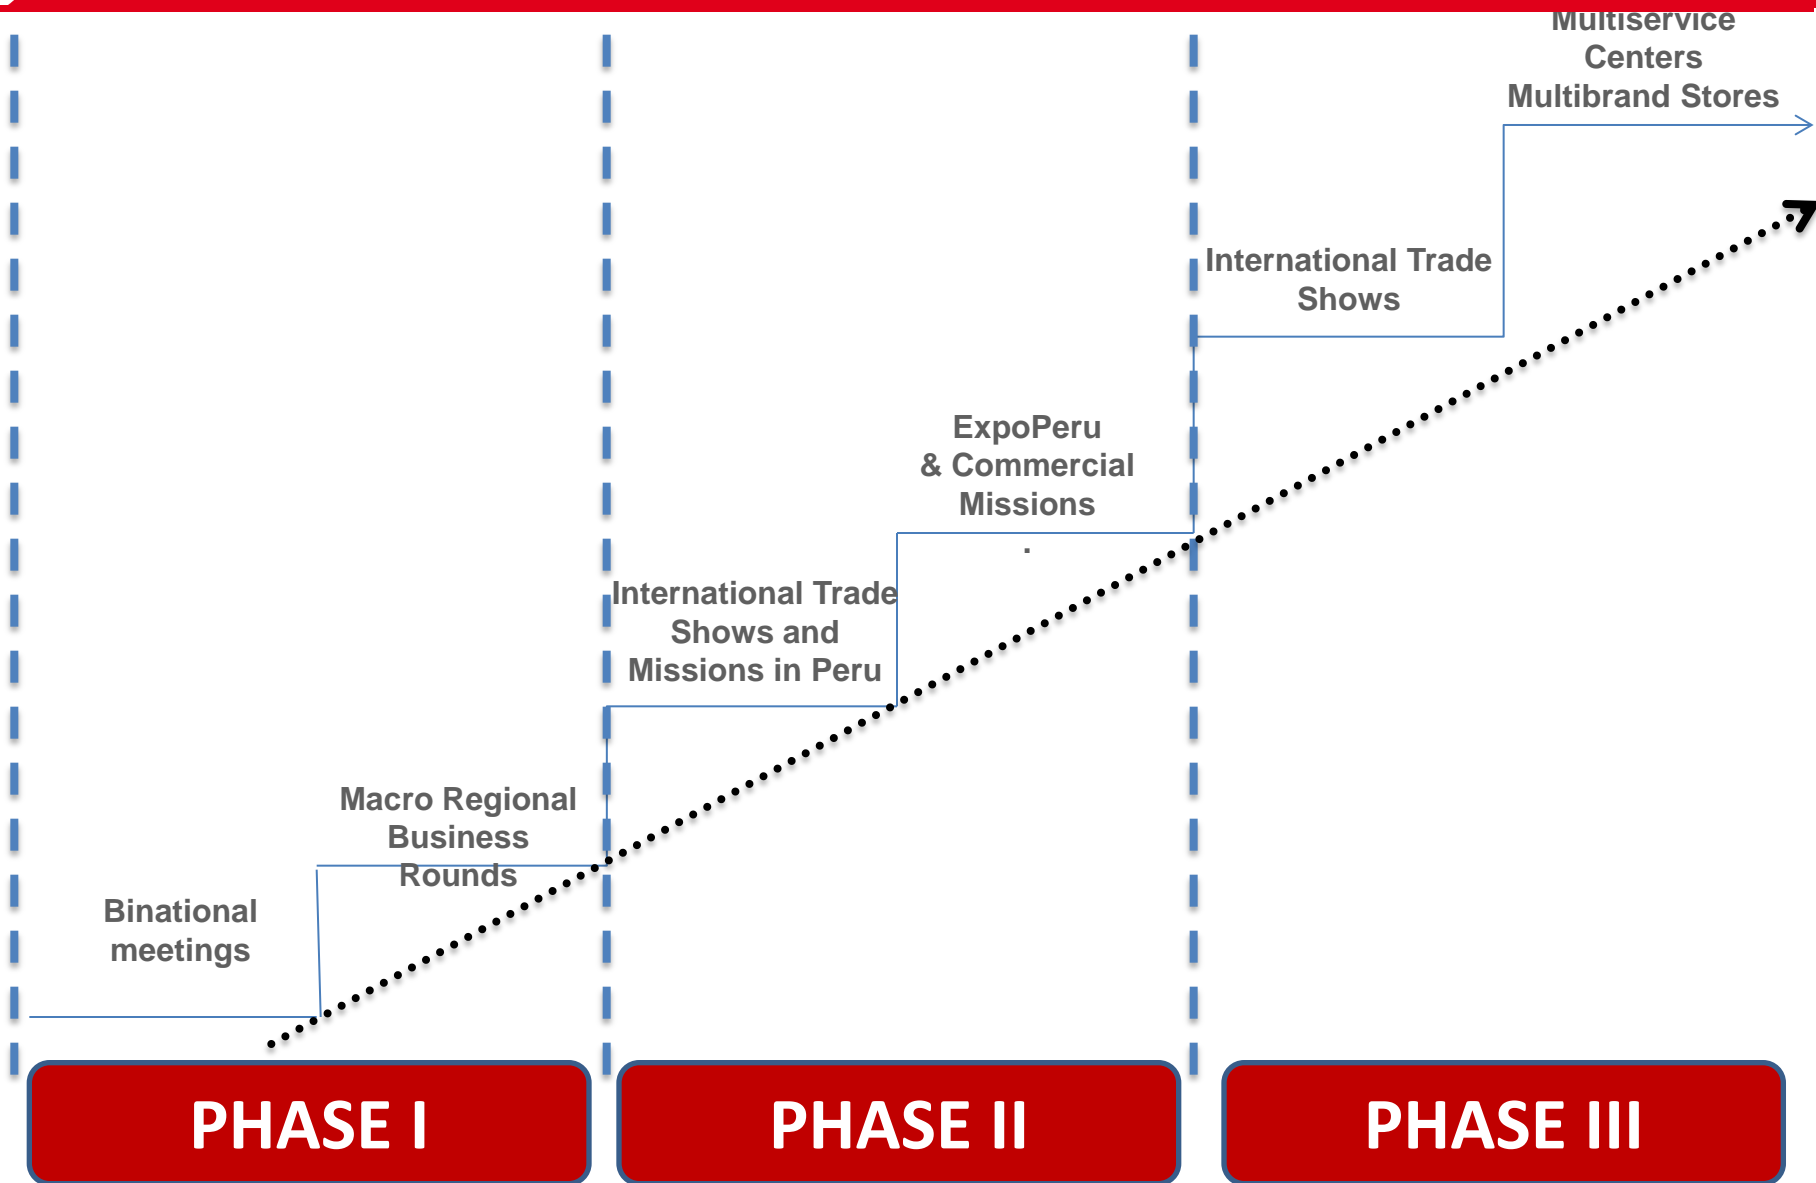 Multiservice
Centers
Multibrand Stores
International Trade
Shows
ExpoPeru
& Commercial
Missions
.
International Trade
Shows and
Missions in Peru
Macro Regional
Business
Rounds
Binational
meetings
PHASE I
PHASE II
PHASE III